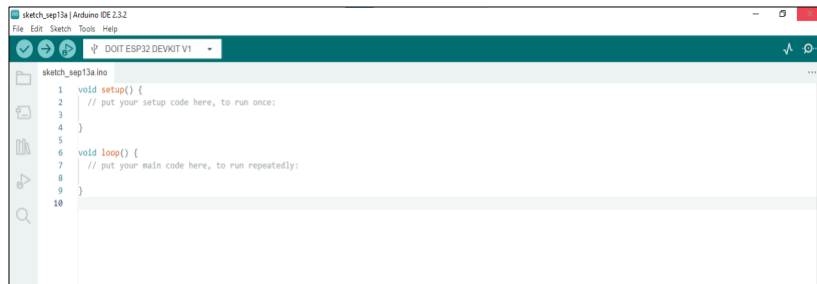 sketch_sep13a | Arduino IDE 2.3.2
File Edit Sketch Tools Help
DOIT ESP32 DEVKIT V1
sketch_sep13a.ino
1 void setup() {
2 // put your setup code here, to run once:
3
4 }
5
6 void loop() {
7 // put your main code here, to run repeatedly:
8
9 }
10